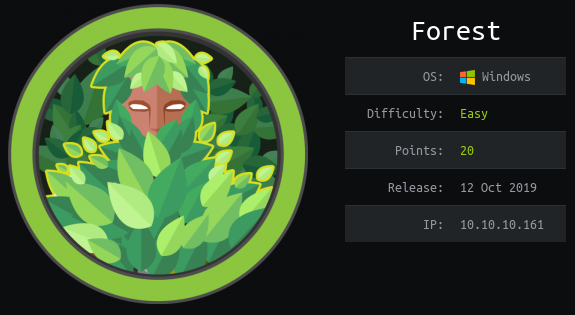 Forest
OS: Windows
Difficulty: Easy
Points: 20
Release: 12 Oct 2019
IP: 10.10.10.161